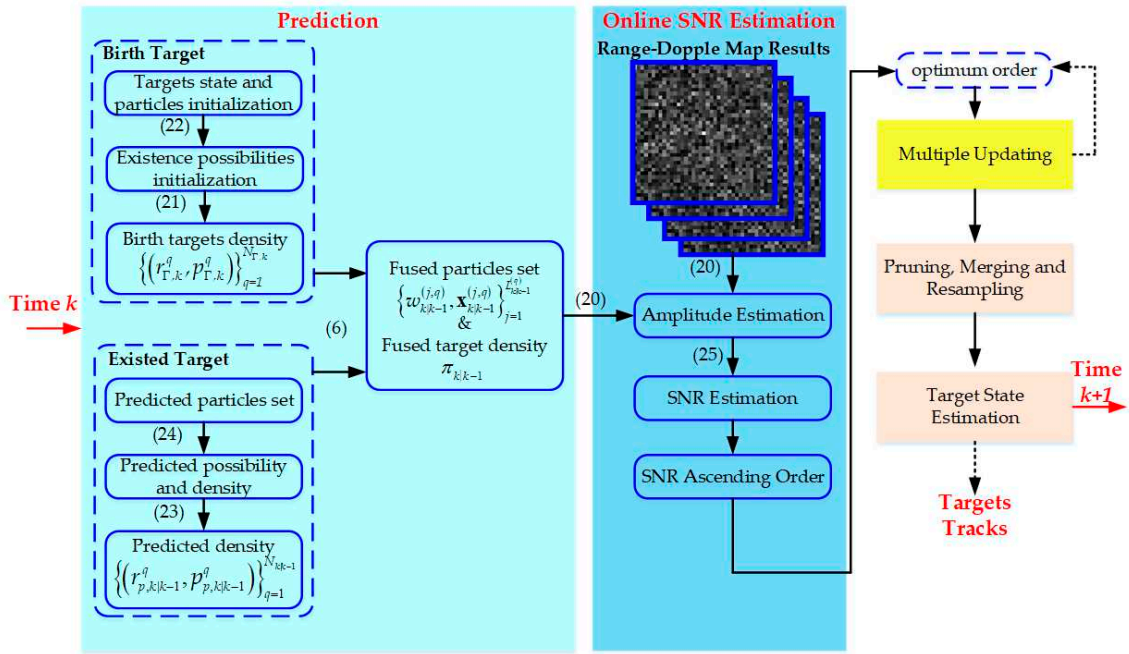 Prediction
Birth Target
Targets state and
particles initialization
(22)
Existence possibilities
initialization
(21)
Birth targets density
{(r^q_{Γ,k}, p^q_{Γ,k})}^{N_{Γ,k}}_{q=1}
Time k
(6)
Existed Target
Predicted particles set
(24)
Predicted possibility
and density
(23)
Predicted density
{(r^q_{p,k|k-1}, p^q_{p,k|k-1})}^{N_{k|k-1}}_{q=1}
Fused particles set
{w^{(j,q)}_{k|k-1}, x^{(j,q)}_{k|k-1}}^{L^{(q)}_{k|k-1}}_{j=1}
&
Fused target density
π_{k|k-1}
(20)
Online SNR Estimation
Range-Dopple Map Results
(20)
Amplitude Estimation
(25)
SNR Estimation
SNR Ascending Order
optimum order
Multiple Updating
Pruning, Merging and
Resampling
Target State
Estimation
Time
k+1
Targets
Tracks